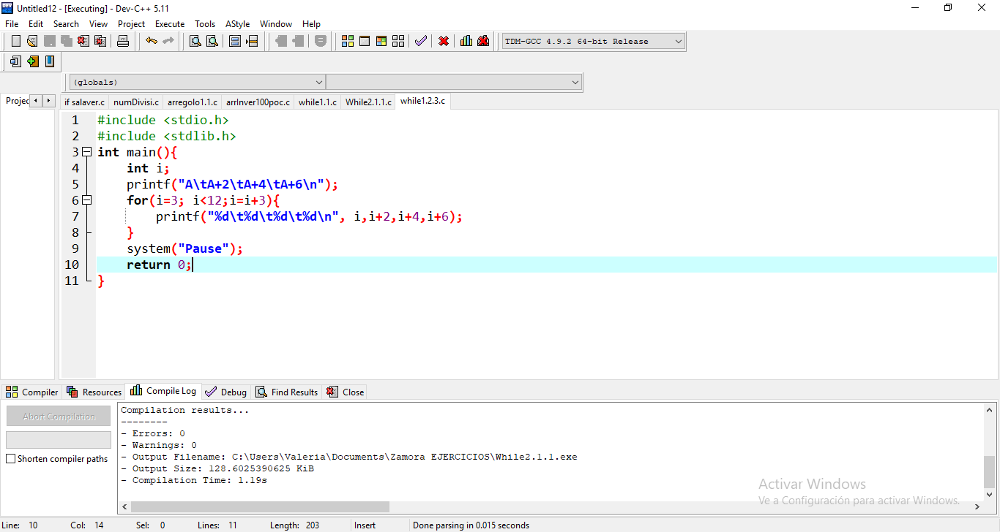 Untitled12 - [Executing] - Dev-C++ 5.11
File Edit Search View Project Execute Tools AStyle Window Help
TDM-GCC 4.9.2 64-bit Release
(globals)
Projec if salaver.c numDivisi.c arregolo1.1.c arrInver100poc.c while1.1.c While2.1.1.c while1.2.3.c
1 #include <stdio.h>
2 #include <stdlib.h>
3 int main(){
4 int i;
5 printf("A\tA+2\tA+4\tA+6\n");
6 for(i=3; i<12;i=i+3){
7 printf("%d\t%d\t%d\t%d\n", i,i+2,i+4,i+6);
8 }
9 system("Pause");
10 return 0;
11 }
Compiler Resources Compile Log Debug Find Results Close
Abort Compilation
Shorten compiler paths
Compilation results...
--------
- Errors: 0
- Warnings: 0
- Output Filename: C:\Users\Valeria\Documents\Zamora EJERCICIOS\While2.1.1.exe
- Output Size: 128.6025390625 KiB
- Compilation Time: 1.19s
Activar Windows
Ve a Configuración para activar Windows.
Line: 10 Col: 14 Sel: 0 Lines: 11 Length: 203 Insert Done parsing in 0.015 seconds